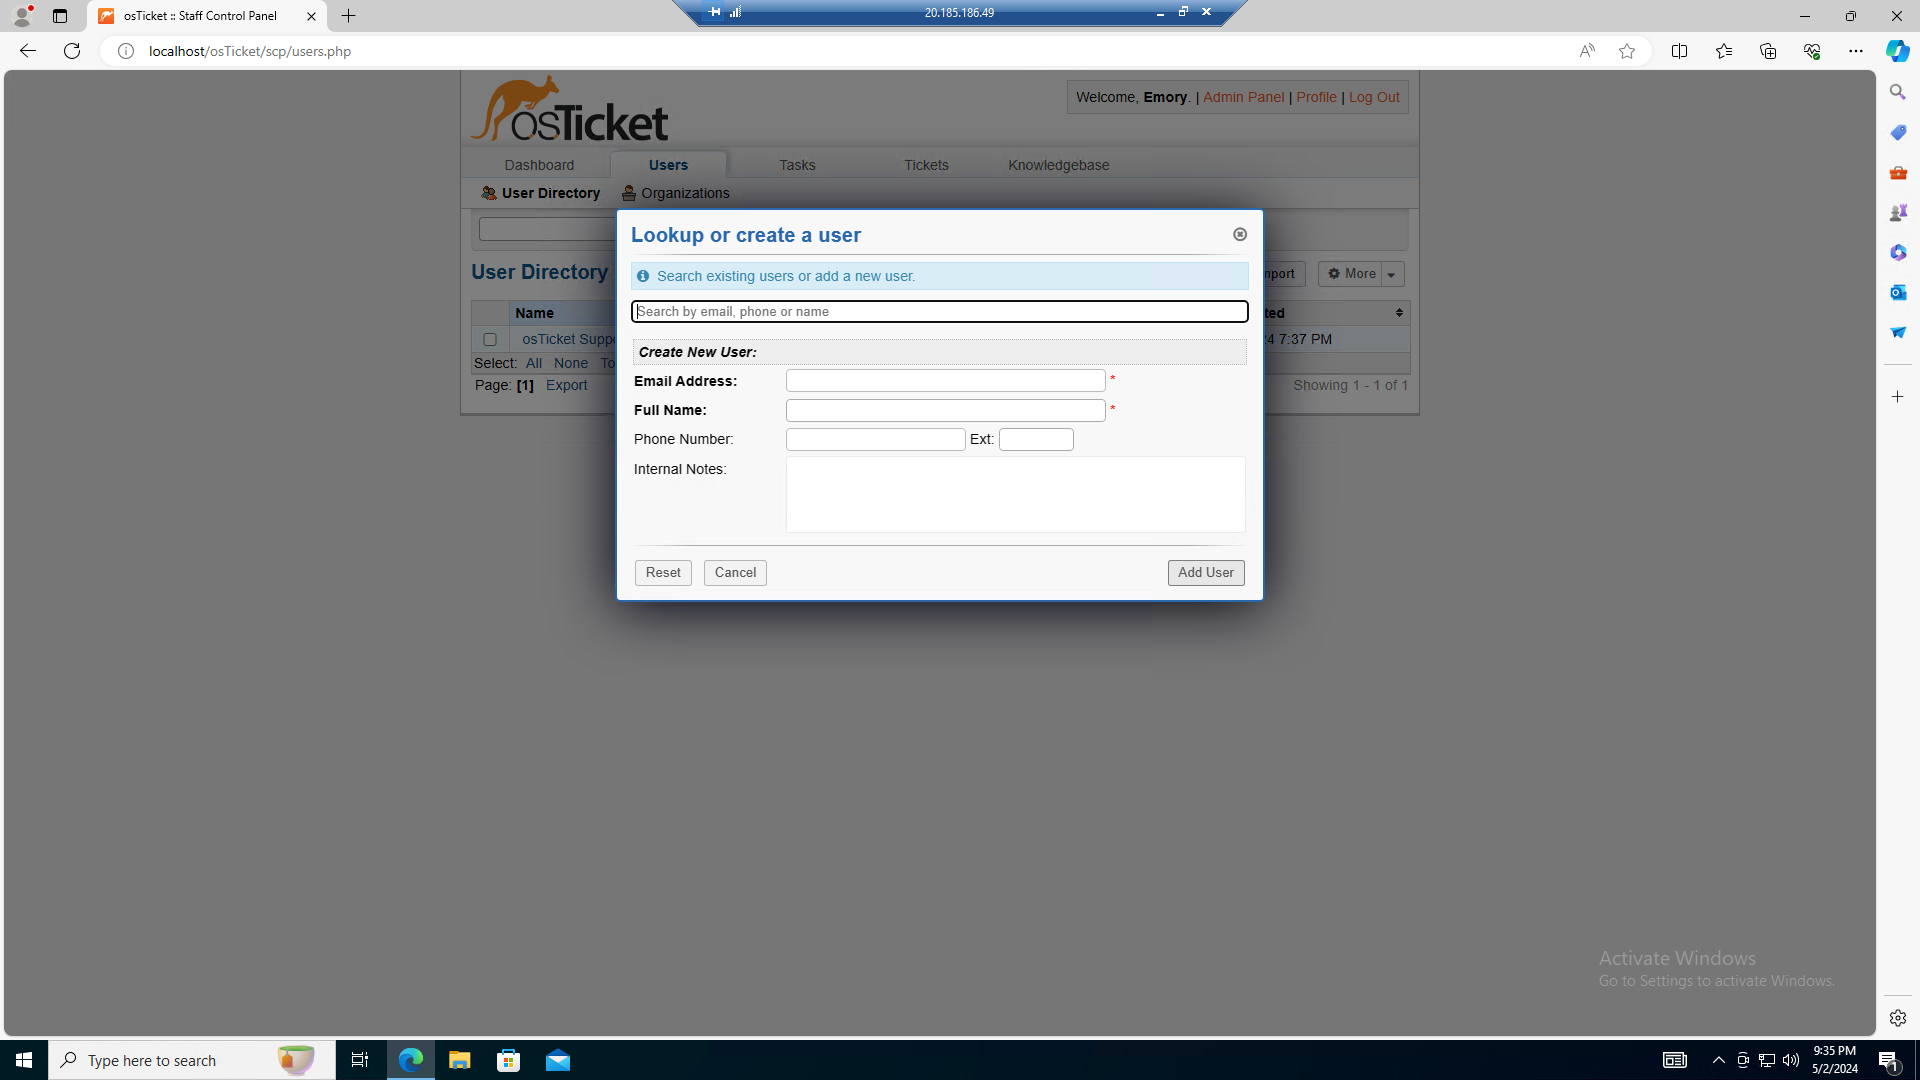 osTicket :: Staff Control Panel
20.185.186.49
localhost/osTicket/scp/users.php
osTicket
Welcome, Emory. | Admin Panel | Profile | Log Out
Dashboard Users Tasks Tickets Knowledgebase
User Directory Organizations
Lookup or create a user
Search existing users or add a new user.
User Directory
More
Search by email, phone or name
Name
osTicket
7:37 PM
Create New User:
Select: All None
Email Address: *
Page: [1] Export
Showing 1 - 1 of 1
Full Name: *
Phone Number: Ext:
Internal Notes:
Reset Cancel Add User
Activate Windows
Go to Settings to activate Windows.
Type here to search
9:35 PM
5/2/2024
1